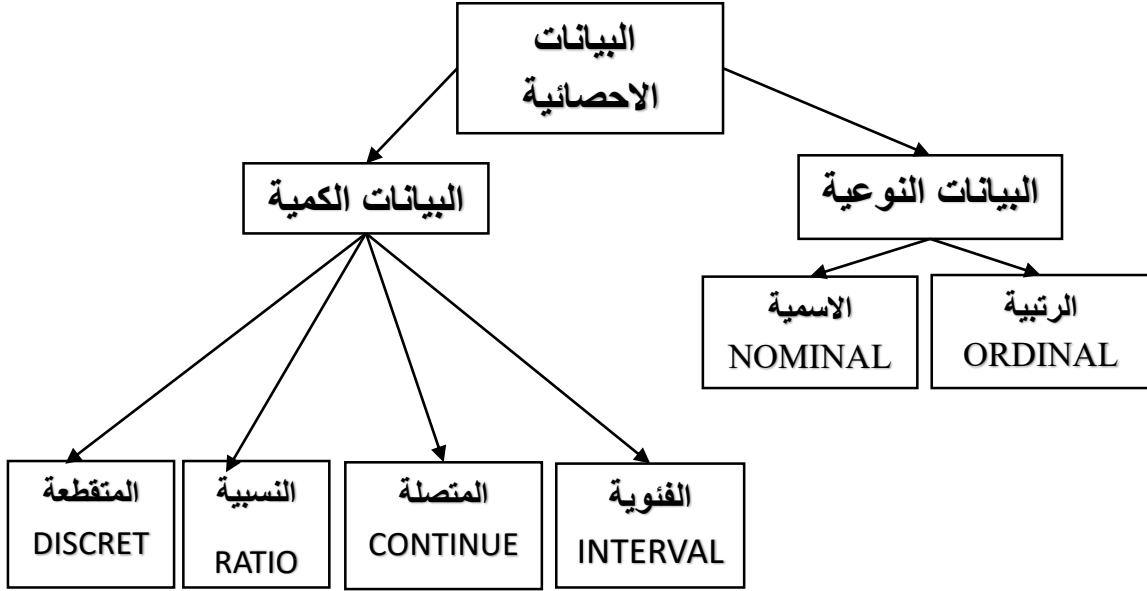 البيانات
الاحصائية
البيانات النوعية
البيانات الكمية
الرتبية
ORDINAL
الاسمية
NOMINAL
الفئوية
INTERVAL
المتصلة
CONTINUE
النسبية
RATIO
المتقطعة
DISCRET